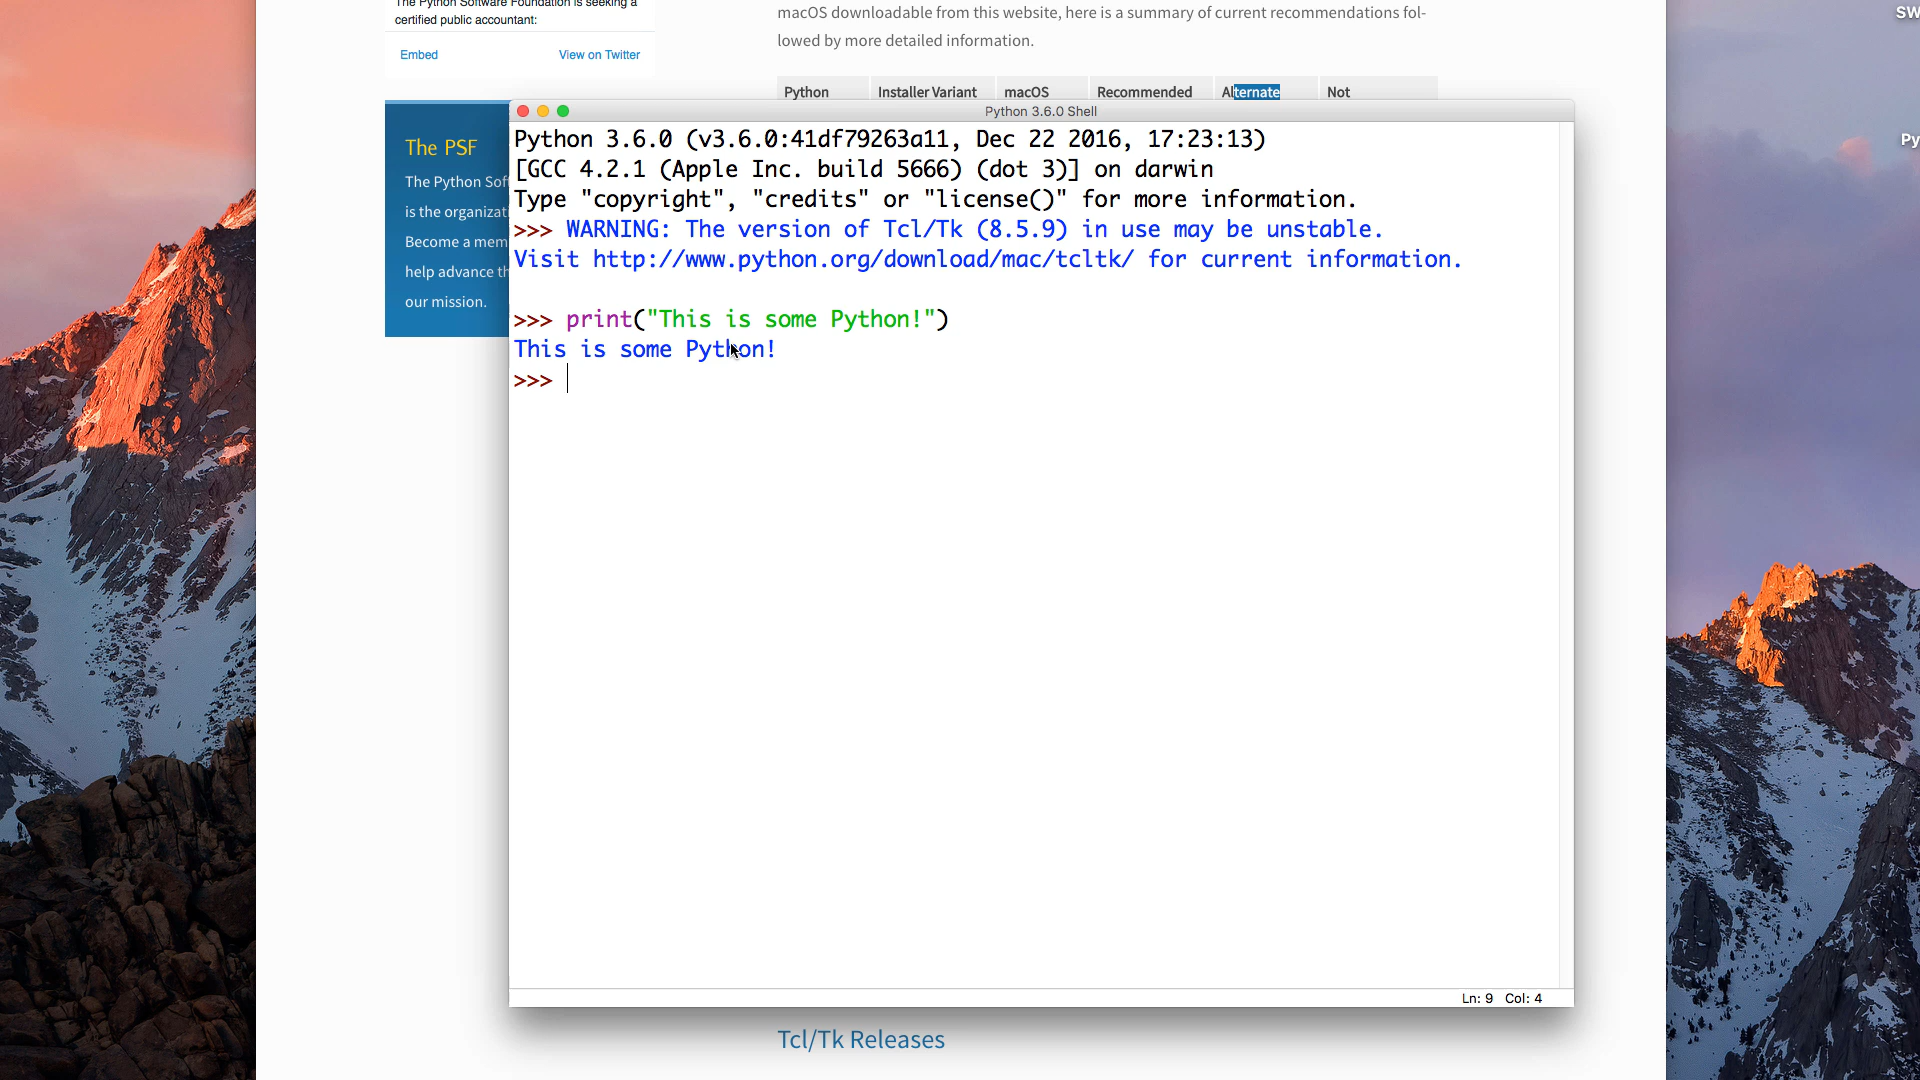 The Python Software Foundation is seeking a
certified public accountant:
Embed
View on Twitter
The PSF
The Python Soft
is the organizat
Become a mem
help advance th
our mission.
macOS downloadable from this website, here is a summary of current recommendations fol-
lowed by more detailed information.
Python
Installer Variant
macOS
Recommended
Alternate
Not
Python 3.6.0 Shell
Python 3.6.0 (v3.6.0:41df79263a11, Dec 22 2016, 17:23:13)
[GCC 4.2.1 (Apple Inc. build 5666) (dot 3)] on darwin
Type "copyright", "credits" or "license()" for more information.
>>> WARNING: The version of Tcl/Tk (8.5.9) in use may be unstable.
Visit http://www.python.org/download/mac/tcltk/ for current information.
>>> print("This is some Python!")
This is some Python!
>>>
Ln: 9 Col: 4
Tcl/Tk Releases
SW
Py